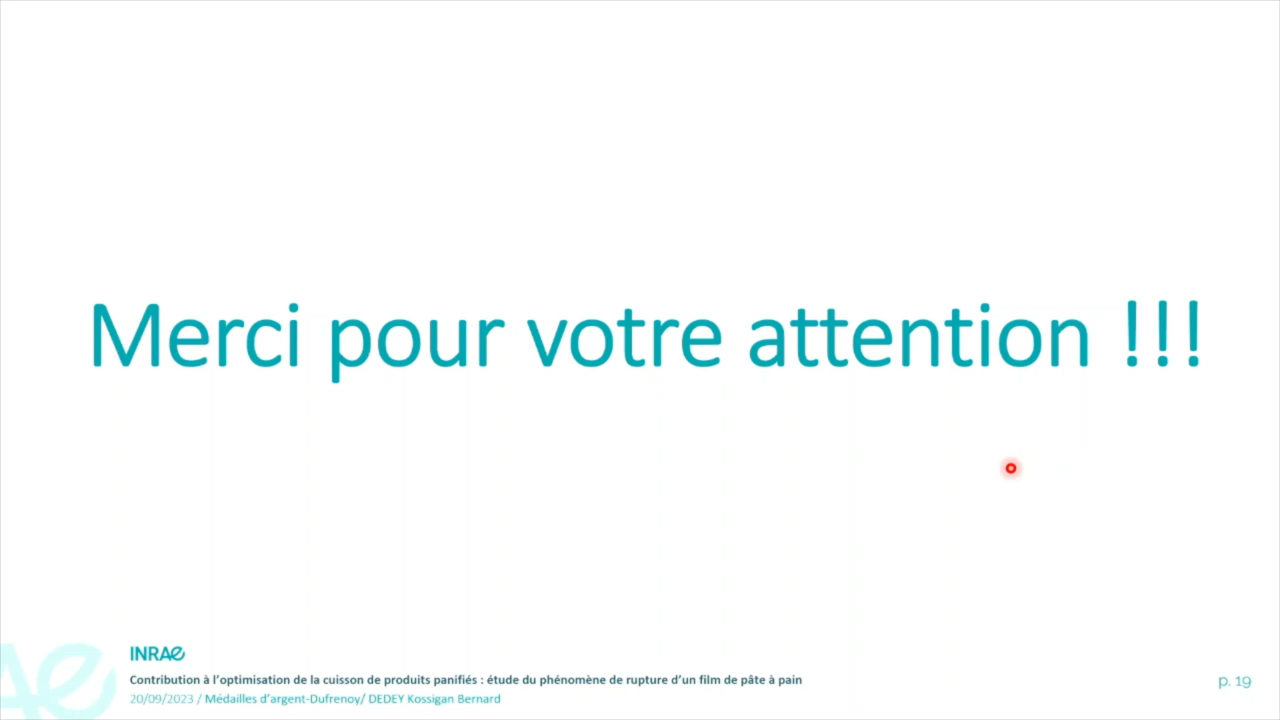 Merci pour votre attention !!!
INRAE
Contribution à l'optimisation de la cuisson de produits panifiés : étude du phénomène de rupture d'un film de pâte à pain
20/09/2023 / Médailles d'argent-Dufrenoy/ DEDEY Kossigan Bernard
p. 19